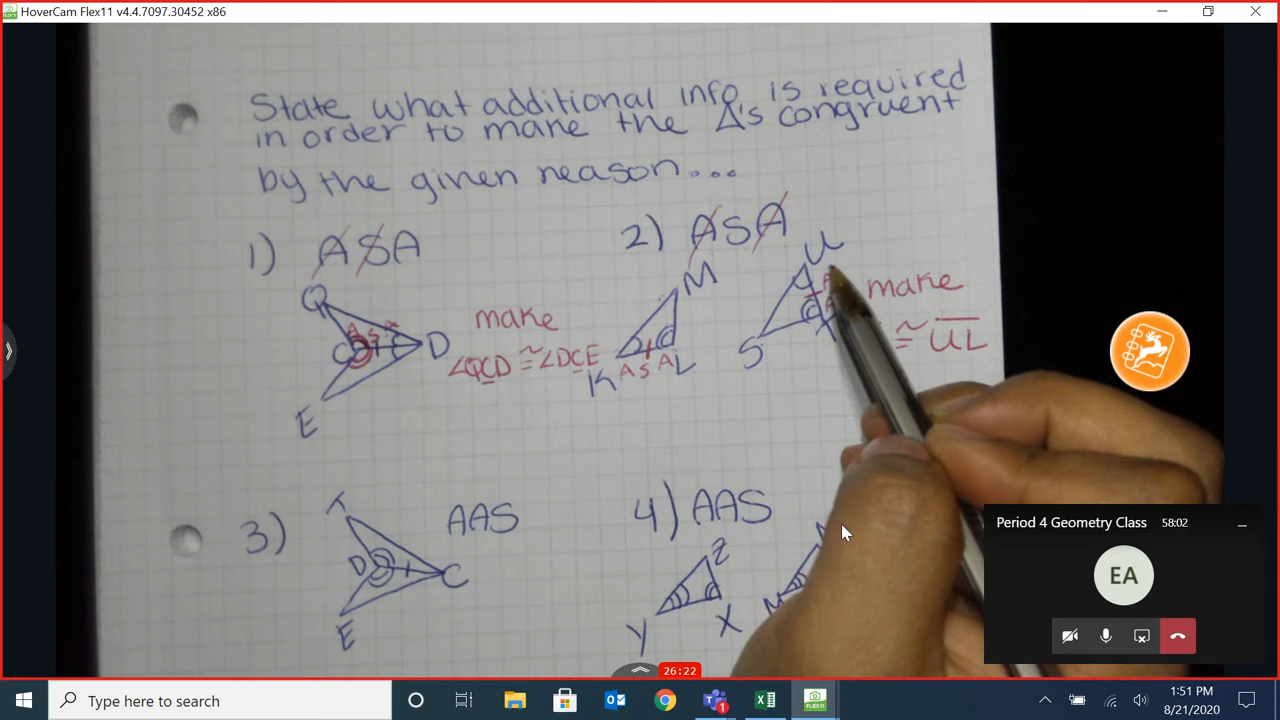 HoverCam Flex11 v4.4.7097.30452 x86
State what additional info is required
in order to make the Δ's congruent
by the given reason...
1) ASA
2) ASA
Q
C
D
E
A S A
make
∠QCD ≅ ∠DCE
M
K
L
A S A
U
S
make
≅ UL
3)
AAS
D
C
E
4) AAS
Z
Y
X
Period 4 Geometry Class 58:02
EA
26:22
Type here to search
1
FLEX11
1:51 PM
8/21/2020